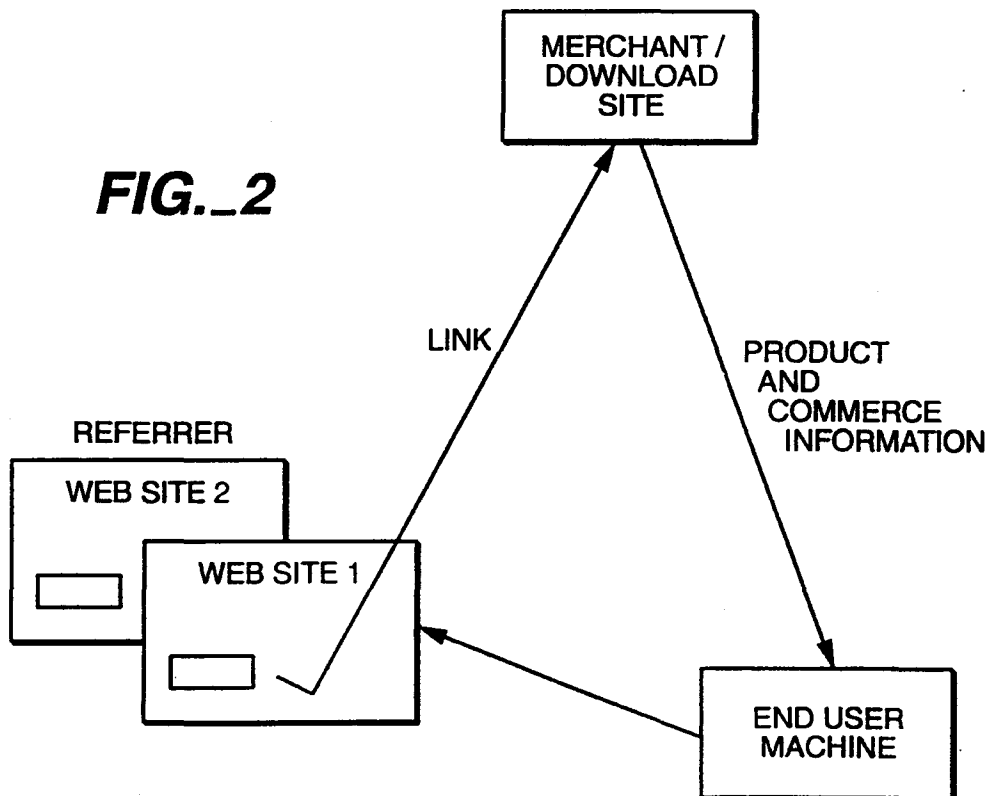 MERCHANT /
DOWNLOAD
SITE
FIG._2
LINK
PRODUCT
AND
COMMERCE
INFORMATION
REFERRER
WEB SITE 2
WEB SITE 1
END USER
MACHINE